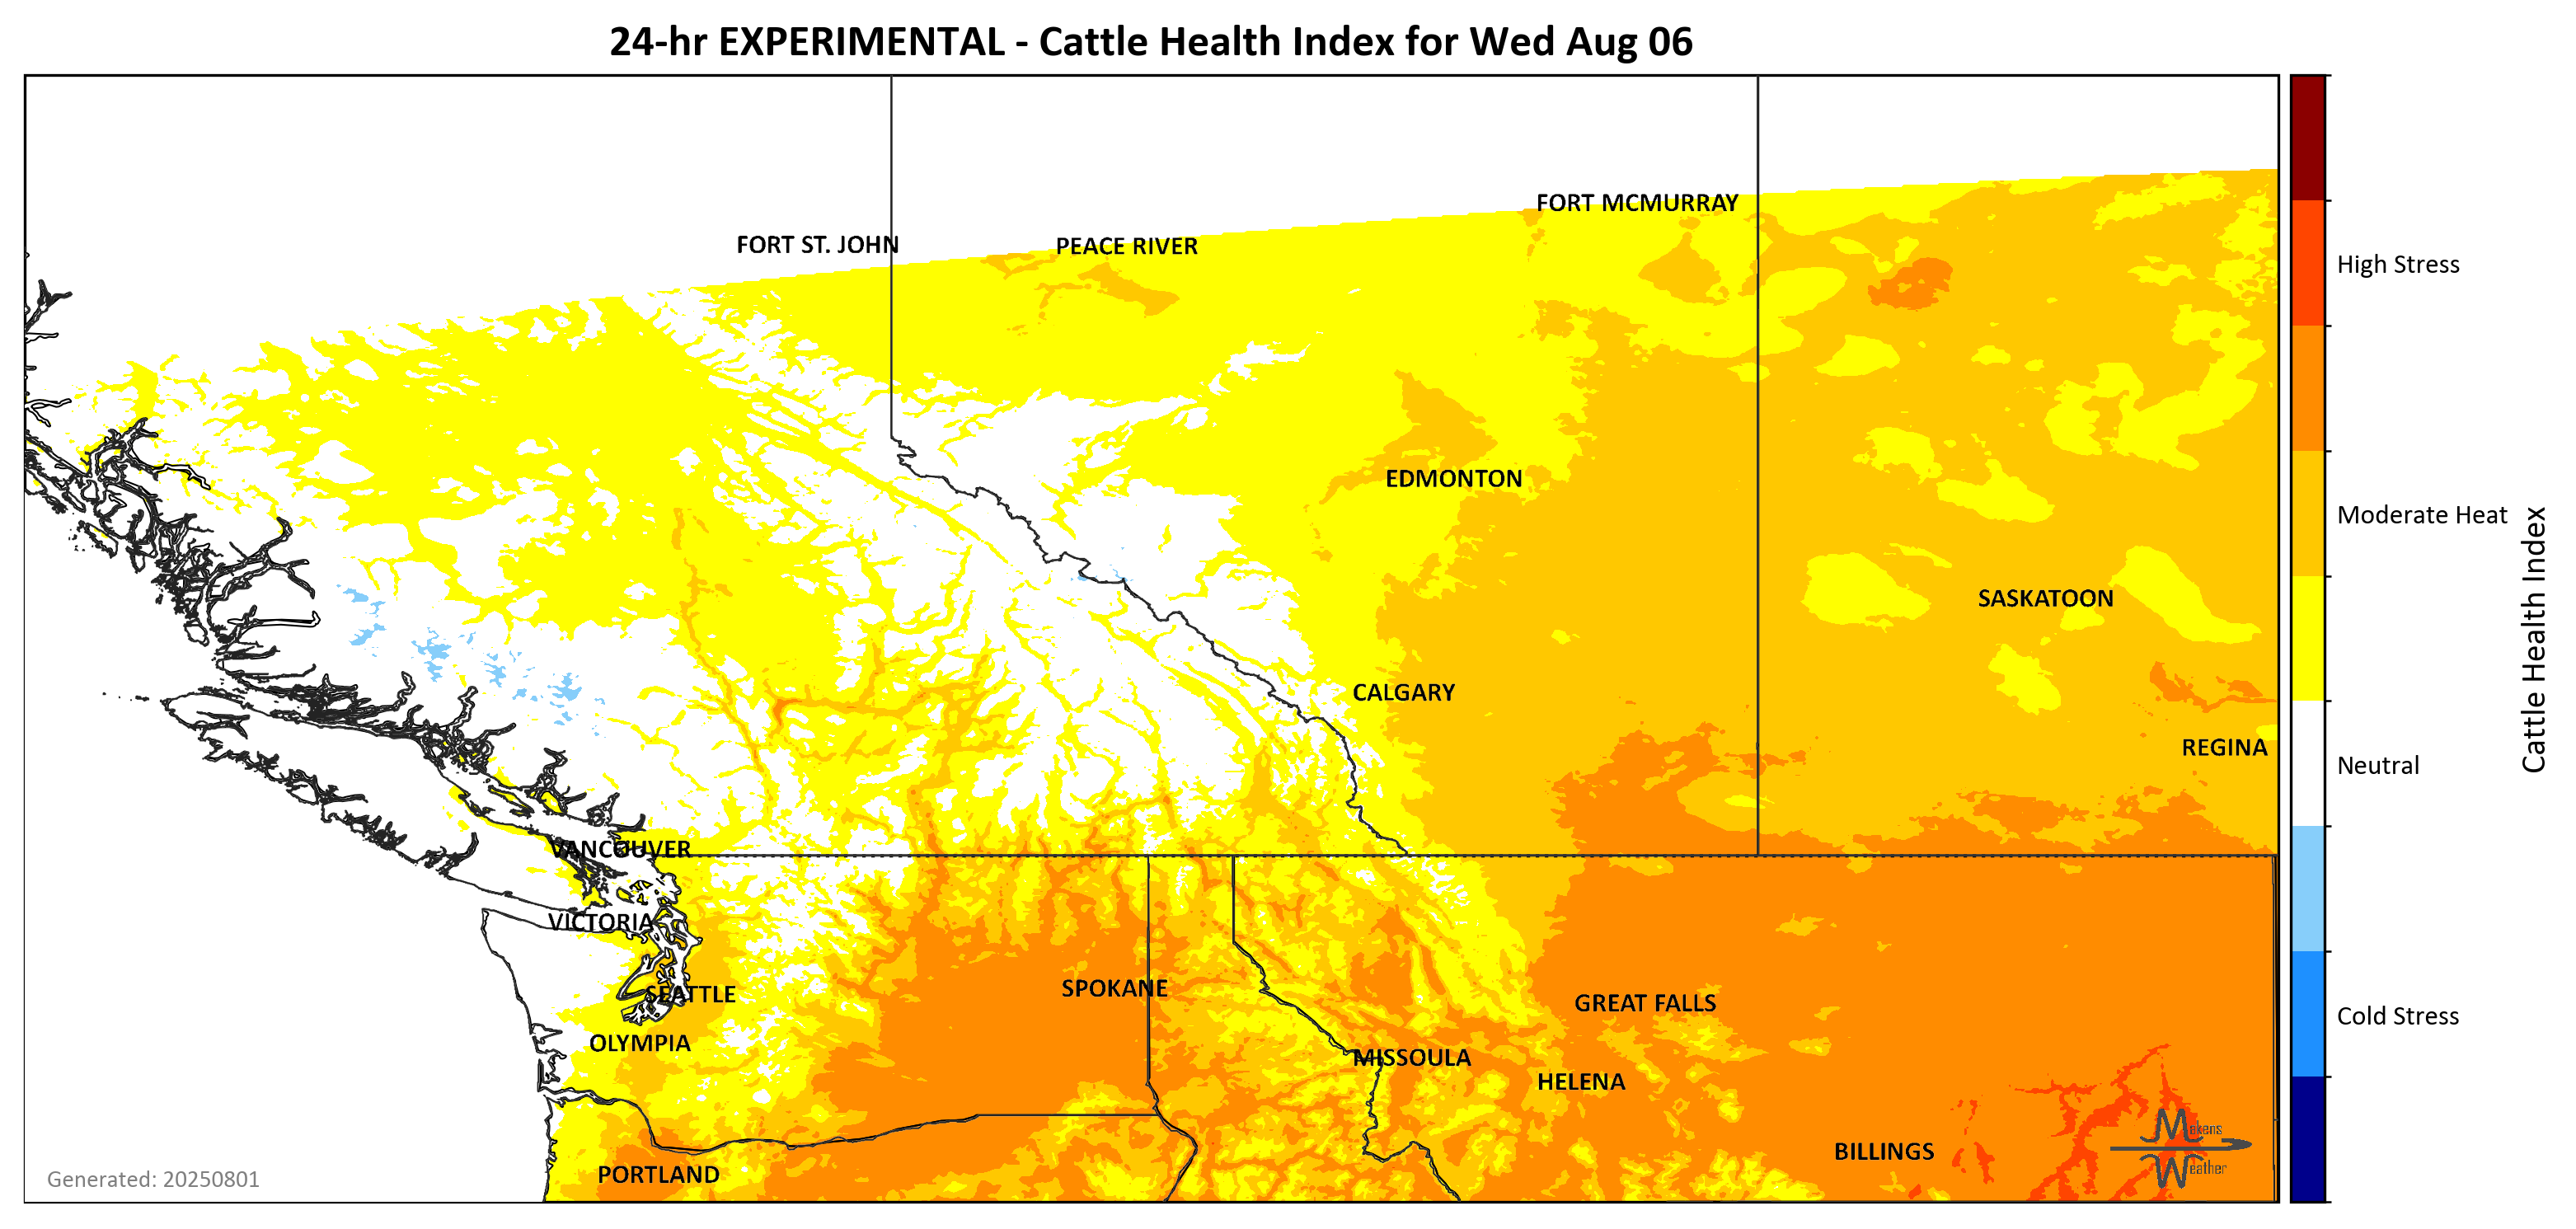 24-hr EXPERIMENTAL - Cattle Health Index for Wed Aug 06
FORT MCMURRAY
FORT ST. JOHN
PEACE RIVER
High Stress
EDMONTON
Moderate Heat
SASKATOON
CALGARY
REGINA
Neutral
Cattle Health Index
VANCOUVER
VICTORIA
SPOKANE
SEATTLE
GREAT FALLS
Cold Stress
OLYMPIA
MISSOULA
HELENA
Makens
Weather
BILLINGS
PORTLAND
Generated: 20250801